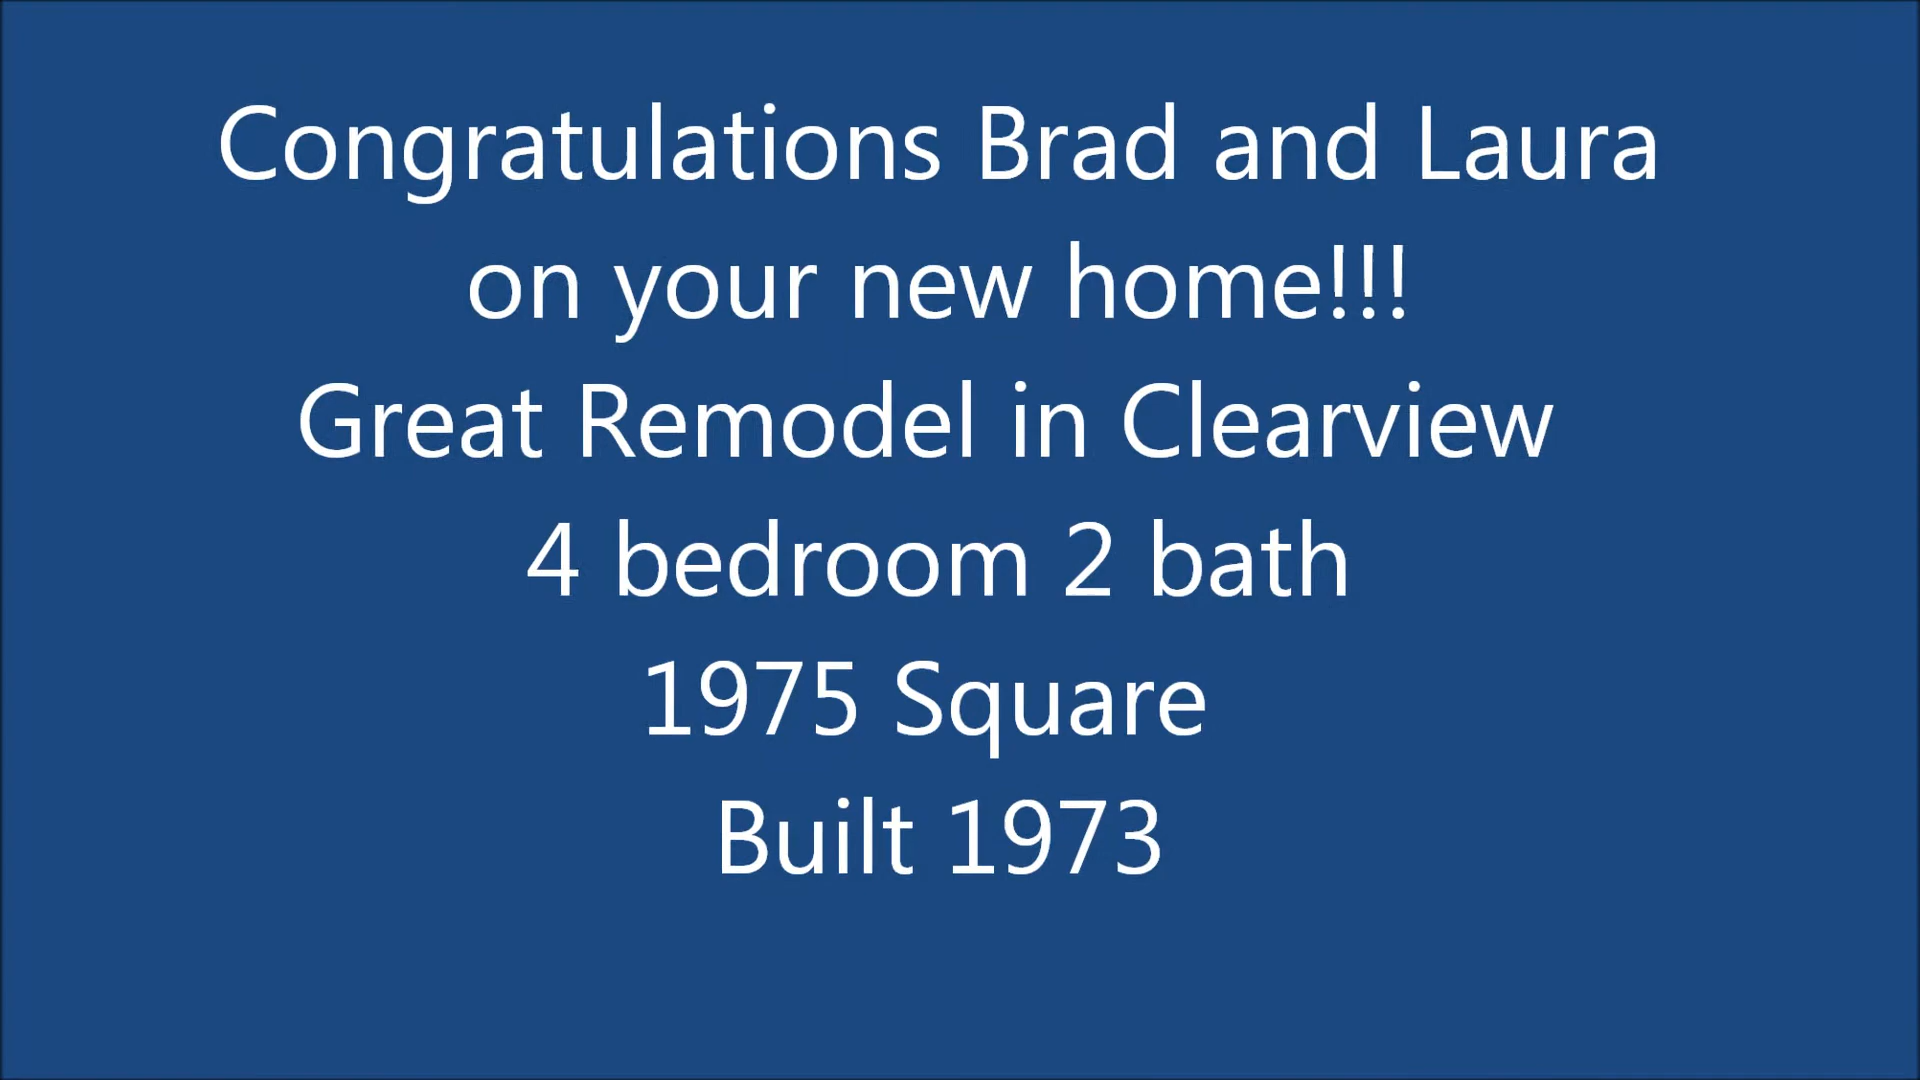 Congratulations Brad and Laura
on your new home!!!
Great Remodel in Clearview
4 bedroom 2 bath
1975 Square
Built 1973